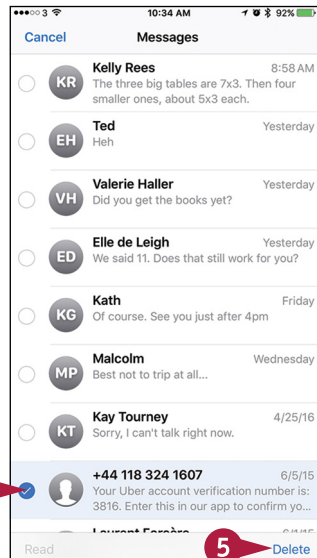 3 10:34 AM 92%
Cancel Messages
KR Kelly Rees 8:58 AM
The three big tables are 7x3. Then four
smaller ones, about 5x3 each.
EH Ted Yesterday
Heh
VH Valerie Haller Yesterday
Did you get the books yet?
ED Elle de Leigh Yesterday
We said 11. Does that still work for you?
KG Kath Friday
Of course. See you just after 4pm
MP Malcolm Wednesday
Best not to trip at all...
KT Kay Tourney 4/25/16
Sorry, I can't talk right now.
+44 118 324 1607 6/5/15
Your Uber account verification number is:
3816. Enter this in our app to confirm yo...
Read 5 Delete